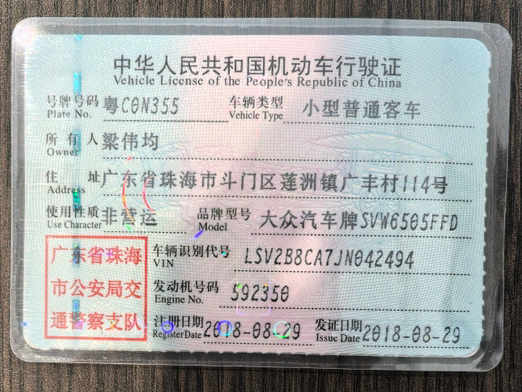 中华人民共和国机动车行驶证
Vehicle License of the People's Republic of China
号牌号码 粤C0N355 车辆类型 小型普通客车
Plate No. Vehicle Type
所有人 梁伟均
Owner
住址 广东省珠海市斗门区莲洲镇广丰村114号
Address
使用性质 非营运 品牌型号 大众汽车牌SVW6505FFD
Use Character Model
广东省珠海
市公安局交
通警察支队
车辆识别代号 LSV2B8CA7JN042494
VIN
发动机号码 592350
Engine No.
注册日期 2018-08-29 发证日期 2018-08-29
Register Date Issue Date